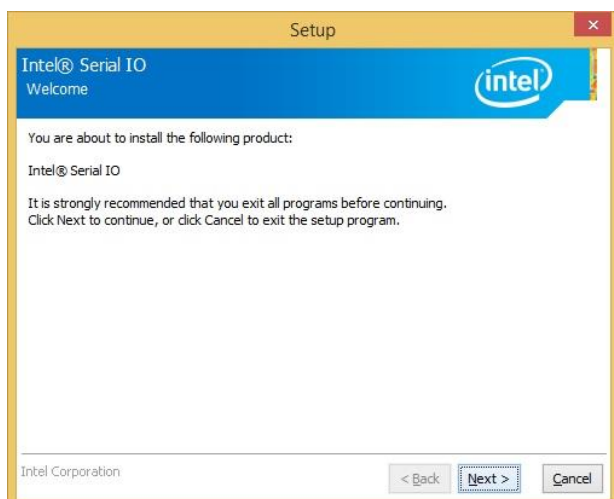 Setup
Intel® Serial IO
Welcome
intel
You are about to install the following product:
Intel® Serial IO
It is strongly recommended that you exit all programs before continuing.
Click Next to continue, or click Cancel to exit the setup program.
Intel Corporation
< Back Next > Cancel